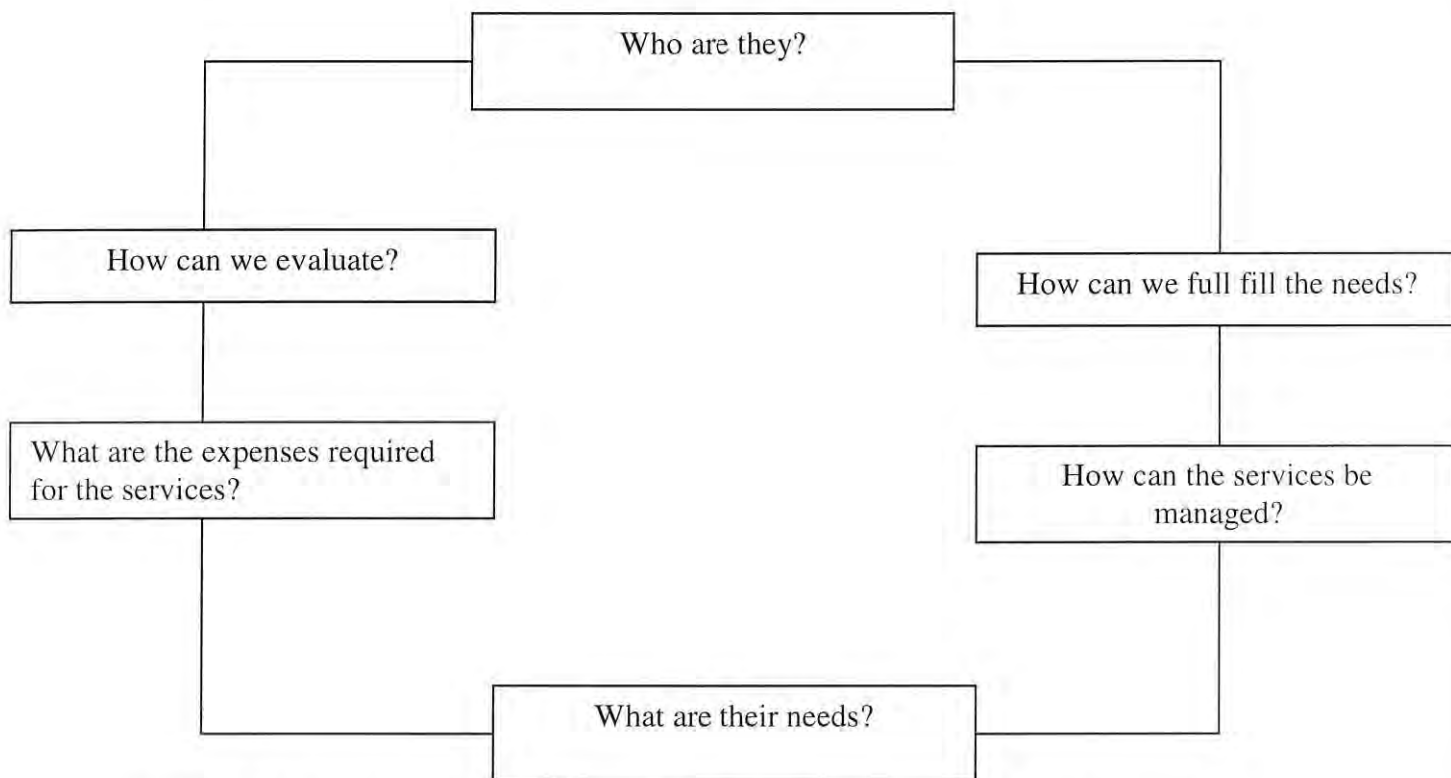 Who are they?
How can we evaluate?
How can we full fill the needs?
What are the expenses required
for the services?
How can the services be
managed?
What are their needs?